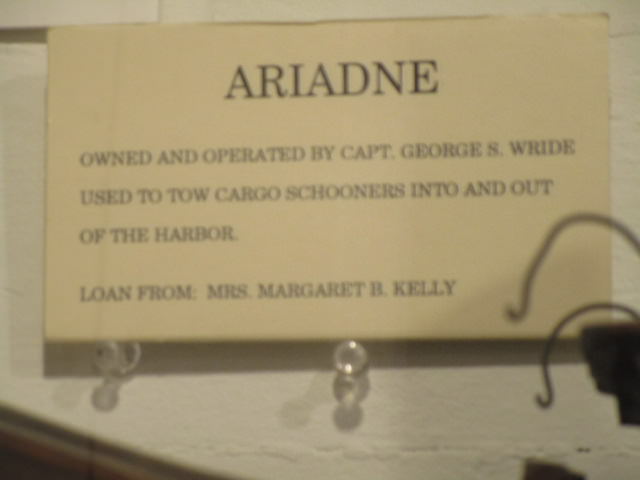 ARIADNE
OWNED AND OPERATED BY CAPT. GEORGE S. WRIDE
USED TO TOW CARGO SCHOONERS INTO AND OUT
OF THE HARBOR.
LOAN FROM: MRS. MARGARET B. KELLY